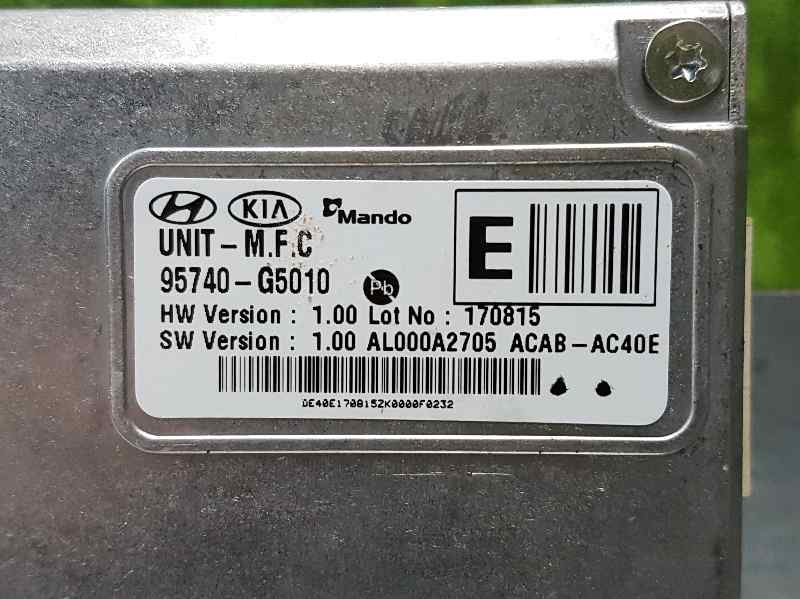 KIA Mando E
UNIT - M.F.C
95740 - G5010 Pb
HW Version : 1.00 Lot No : 170815
SW Version : 1.00 AL000A2705 ACAB - AC40E
DE40E170815ZK0000F0232